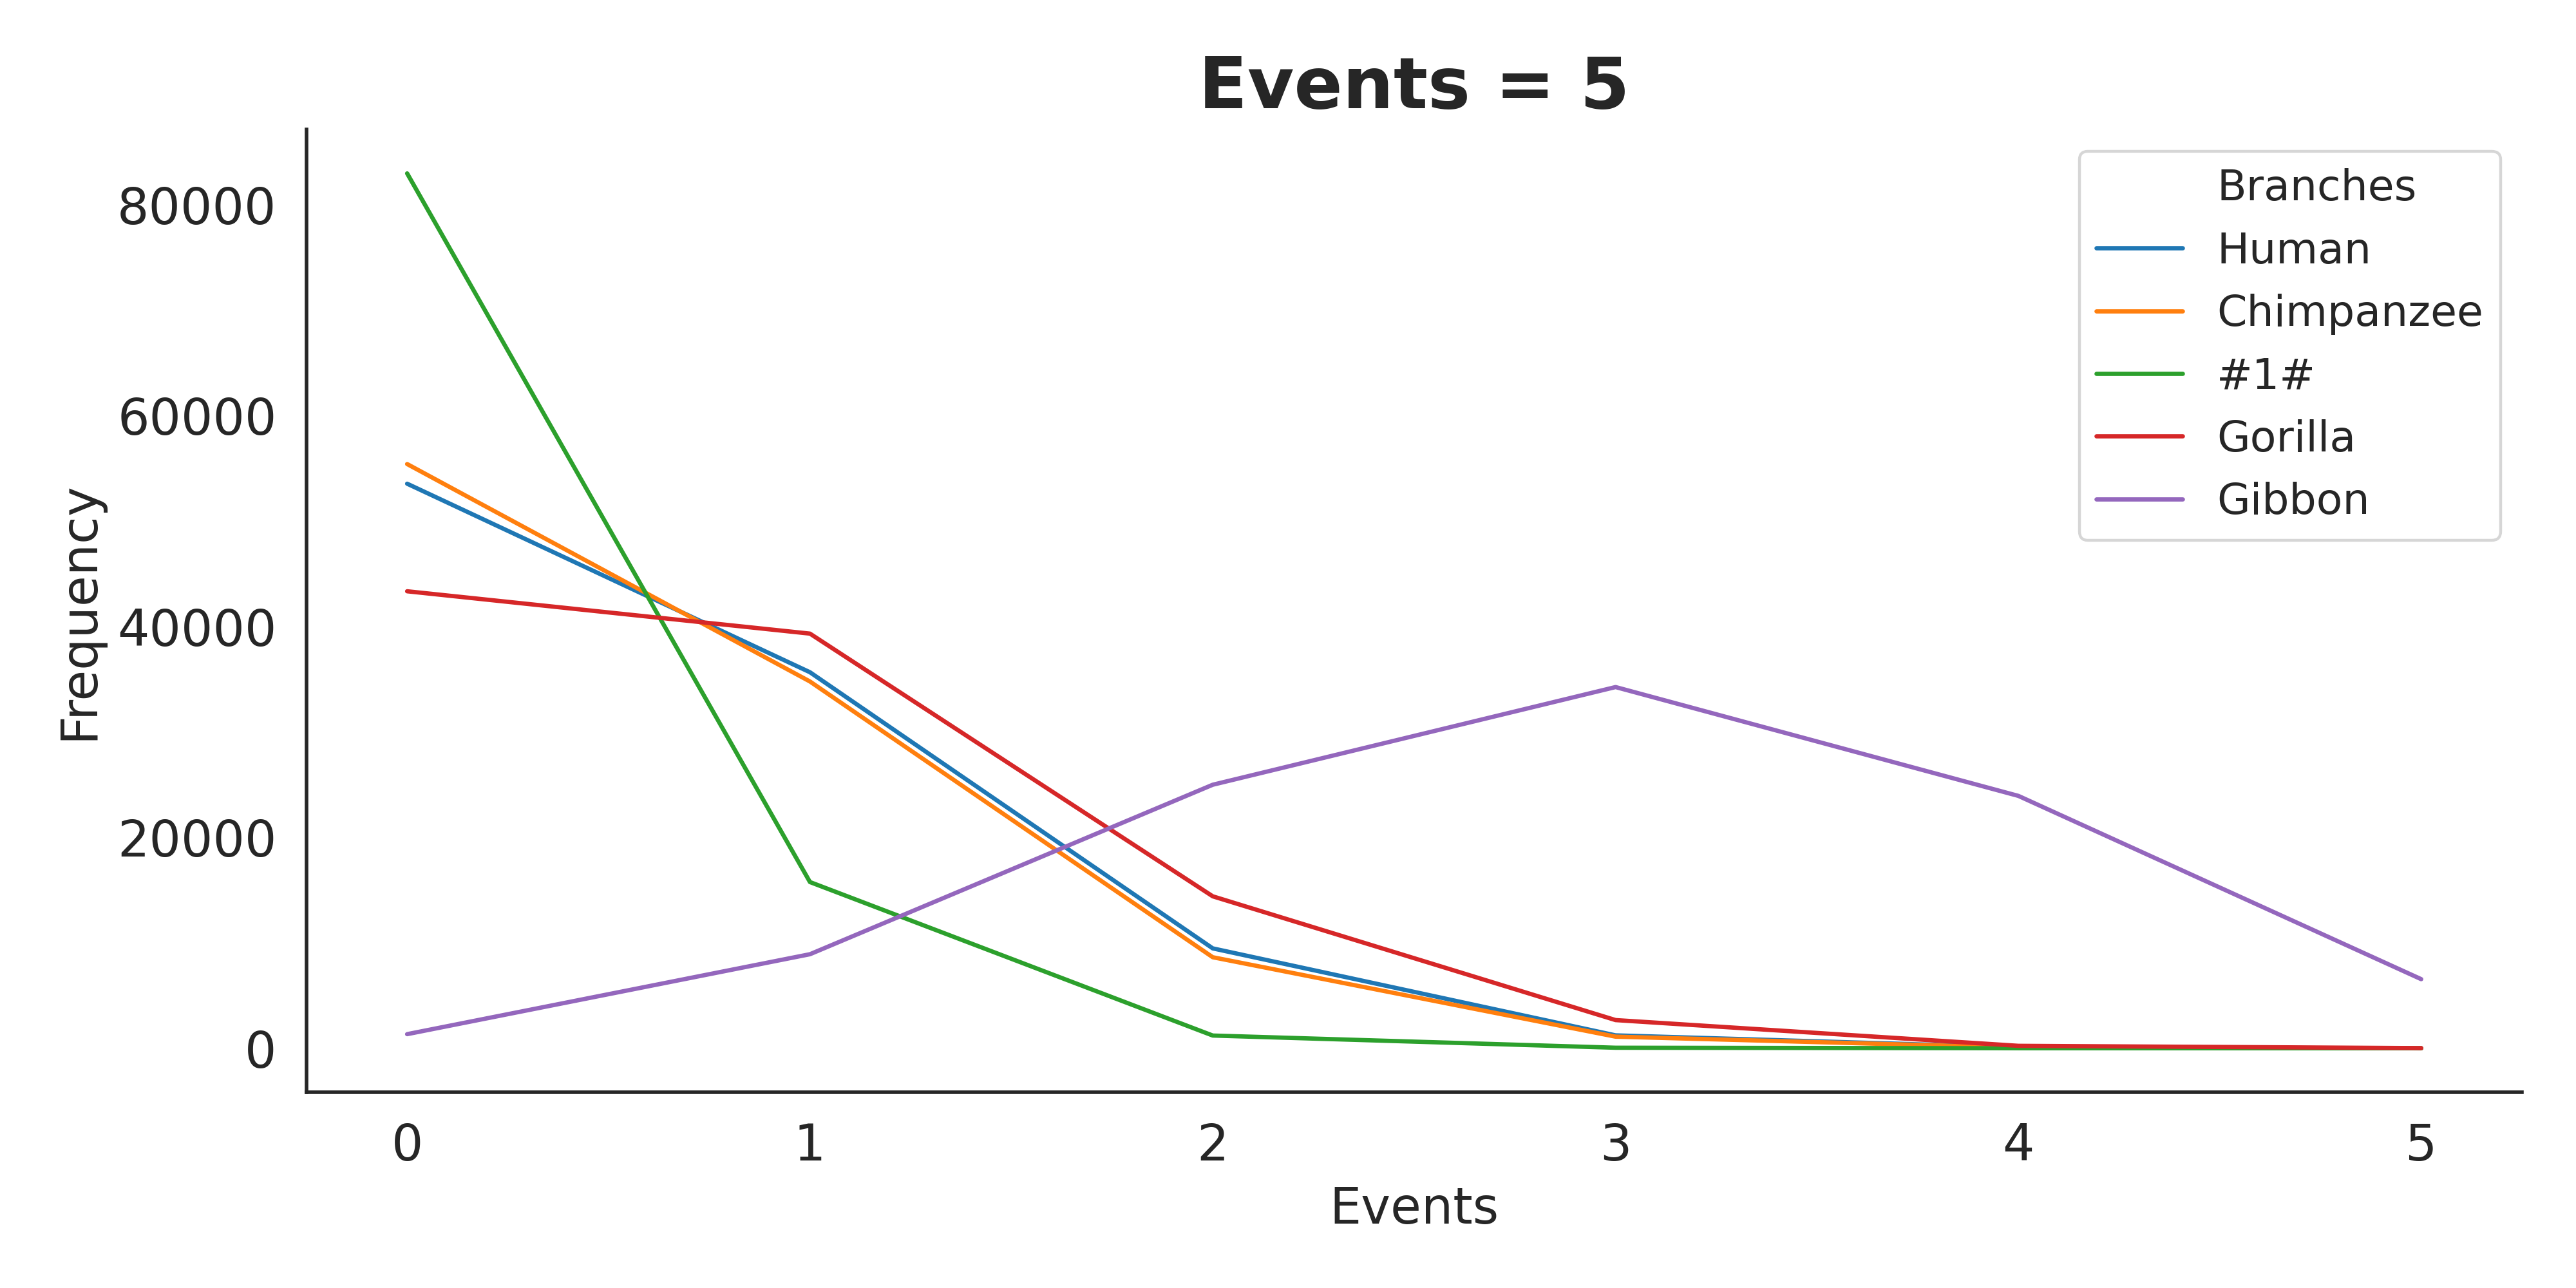 Events = 5
Frequency
80000
60000
40000
20000
0
Branches
Human
Chimpanzee
#1#
Gorilla
Gibbon
0 1 2 3 4 5
Events